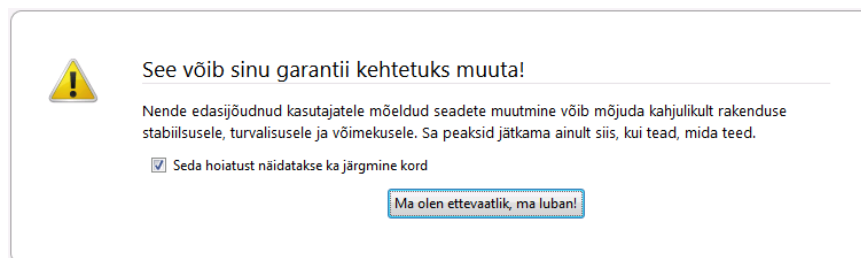 See võib sinu garantii kehtetuks muuta!
Nende edasijõudnud kasutajatele mõeldud seadete muutmine võib mõjuda kahjulikult rakenduse
stabiilsusele, turvalisusele ja võimekusele. Sa peaksid jätkama ainult siis, kui tead, mida teed.
Seda hoiatust näidatakse ka järgmine kord
Ma olen ettevaatlik, ma luban!